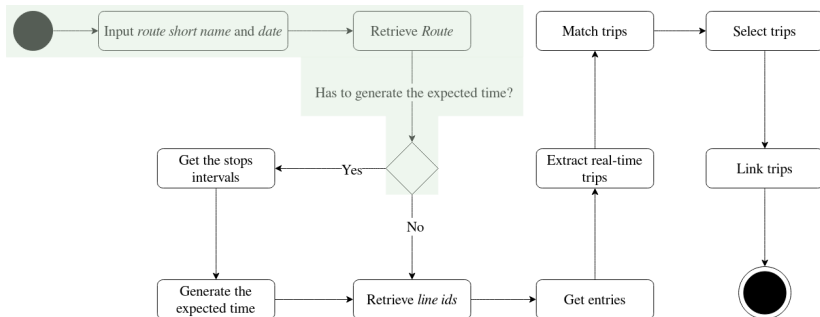 Input route short name and date
Retrieve Route
Match trips
Select trips
Has to generate the expected time?
Get the stops
intervals
Yes
Extract real-time
trips
Link trips
No
Generate the
expected time
Retrieve line ids
Get entries